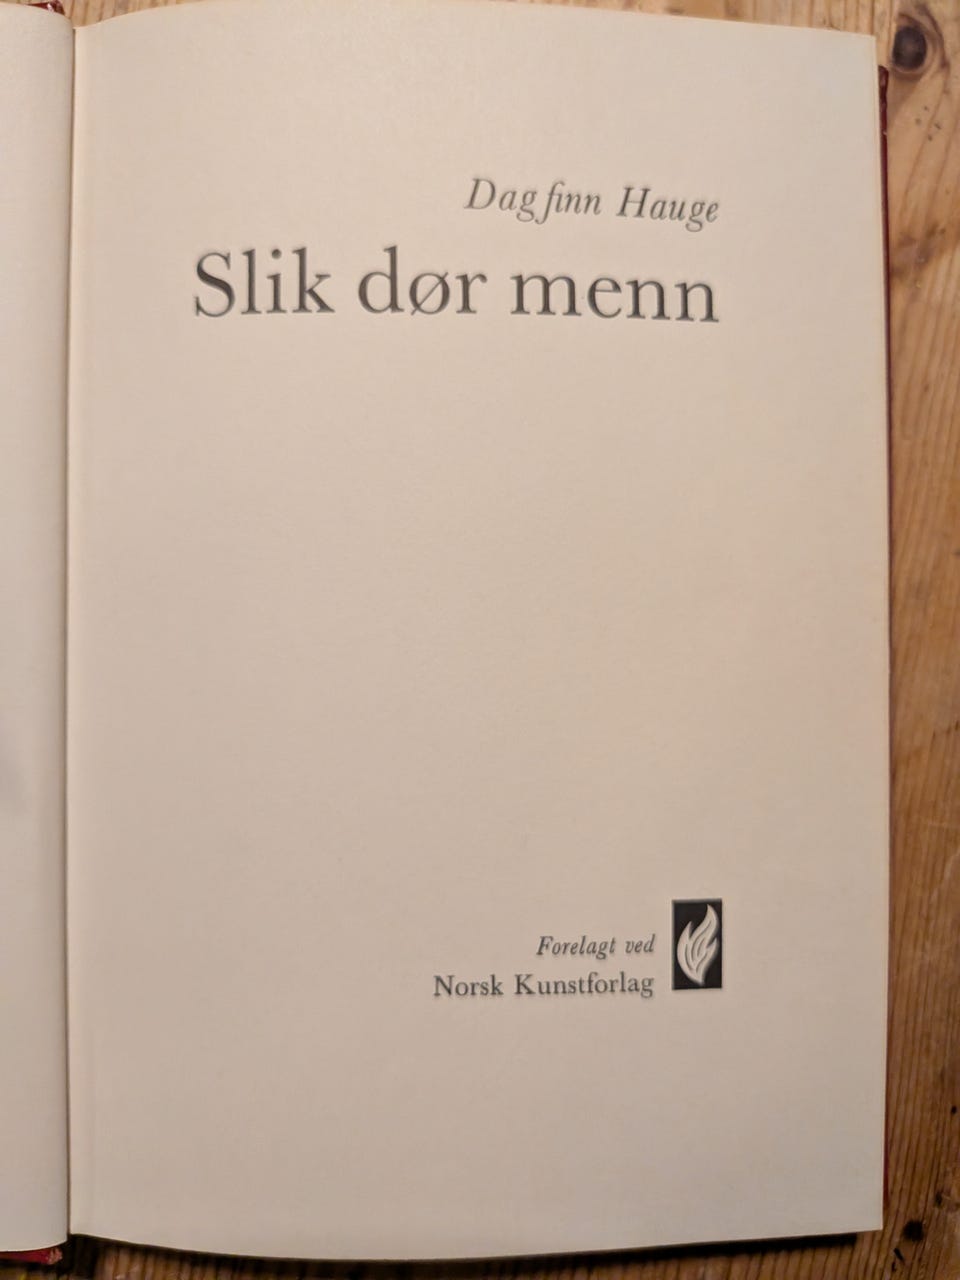 Dagfinn Hauge
Slik dør menn
Forelagt ved
Norsk Kunstforlag